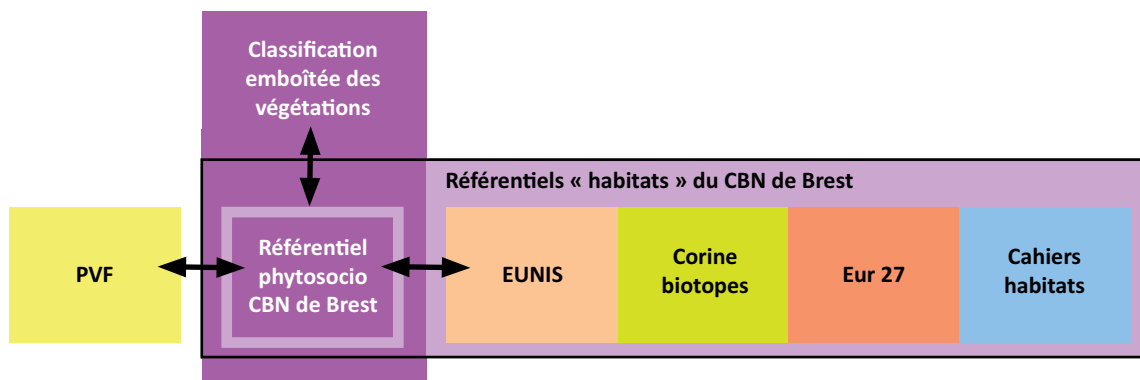 Classification
emboîtée des
végétations
Référentiels « habitats » du CBN de Brest
PVF
Référentiel
phytosocio
CBN de Brest
EUNIS
Corine
biotopes
Eur 27
Cahiers
habitats